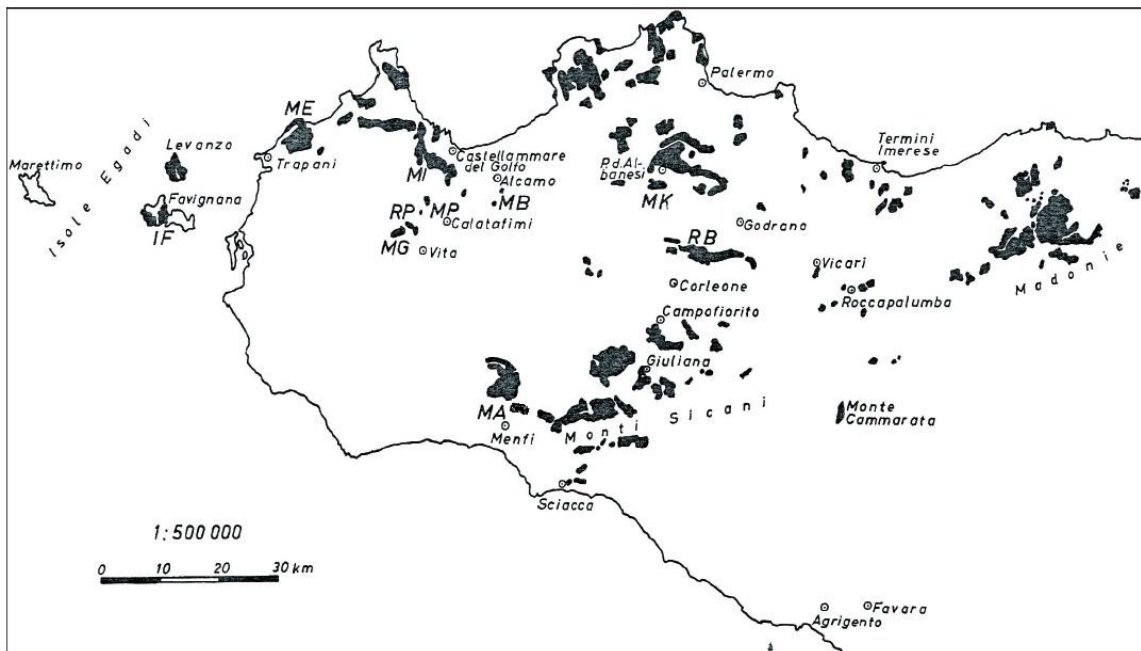 Palermo
ME
Levanzo
Termini
Imerese
Marettimo
Isole Egadi
Trapani
Castellammare
del Golfo
P.d.Al-
banesi
MI
Alcamo
Favignana
RP
MP
MB
MK
Calatafimi
Godrano
IF
MG
Vita
RB
Vicari
Madonie
Corleone
Roccapalumba
Campofiorito
Giuliana
MA
Monti Sicani
Monte
Cammarata
Menfi
Sciacca
1:500 000
0 10 20 30 km
Favara
Agrigento